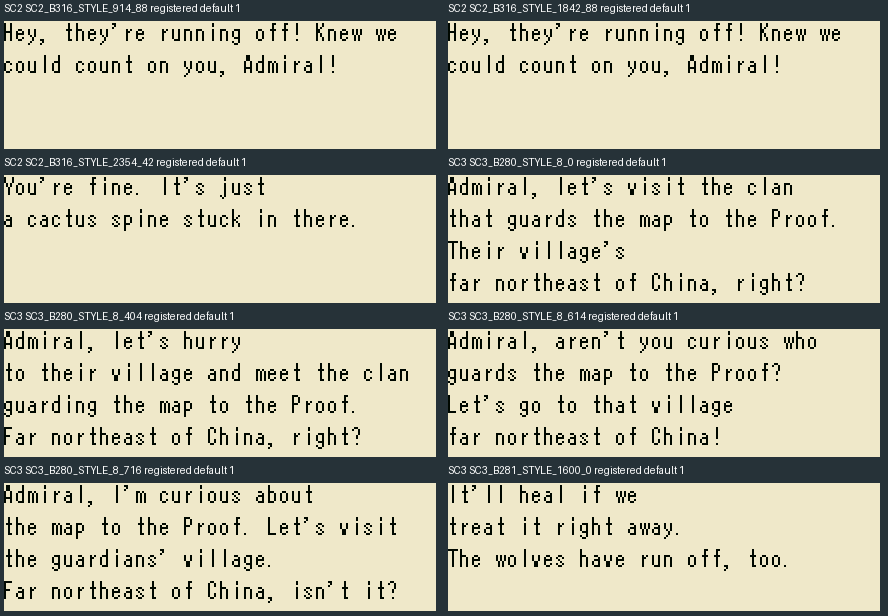 SC2 SC2_B316_STYLE_914_88 registered default 1
Hey, they're running off! Knew we
could count on you, Admiral!
SC2 SC2_B316_STYLE_1842_88 registered default 1
Hey, they're running off! Knew we
could count on you, Admiral!
SC2 SC2_B316_STYLE_2354_42 registered default 1
You're fine. It's just
a cactus spine stuck in there.
SC3 SC3_B280_STYLE_8_0 registered default 1
Admiral, let's visit the clan
that guards the map to the Proof.
Their village's
far northeast of China, right?
SC3 SC3_B280_STYLE_8_404 registered default 1
Admiral, let's hurry
to their village and meet the clan
guarding the map to the Proof.
Far northeast of China, right?
SC3 SC3_B280_STYLE_8_614 registered default 1
Admiral, aren't you curious who
guards the map to the Proof?
Let's go to that village
far northeast of China!
SC3 SC3_B280_STYLE_8_716 registered default 1
Admiral, I'm curious about
the map to the Proof. Let's visit
the guardians' village.
Far northeast of China, isn't it?
SC3 SC3_B281_STYLE_1600_0 registered default 1
It'll heal if we
treat it right away.
The wolves have run off, too.